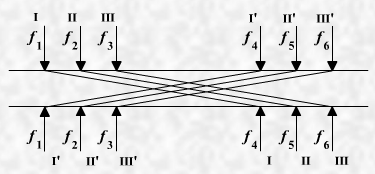 I II III I' II' III'
f1 f2 f3 f4 f5 f6
f1 f2 f3 f4 f5 f6
I' II' III' I II III